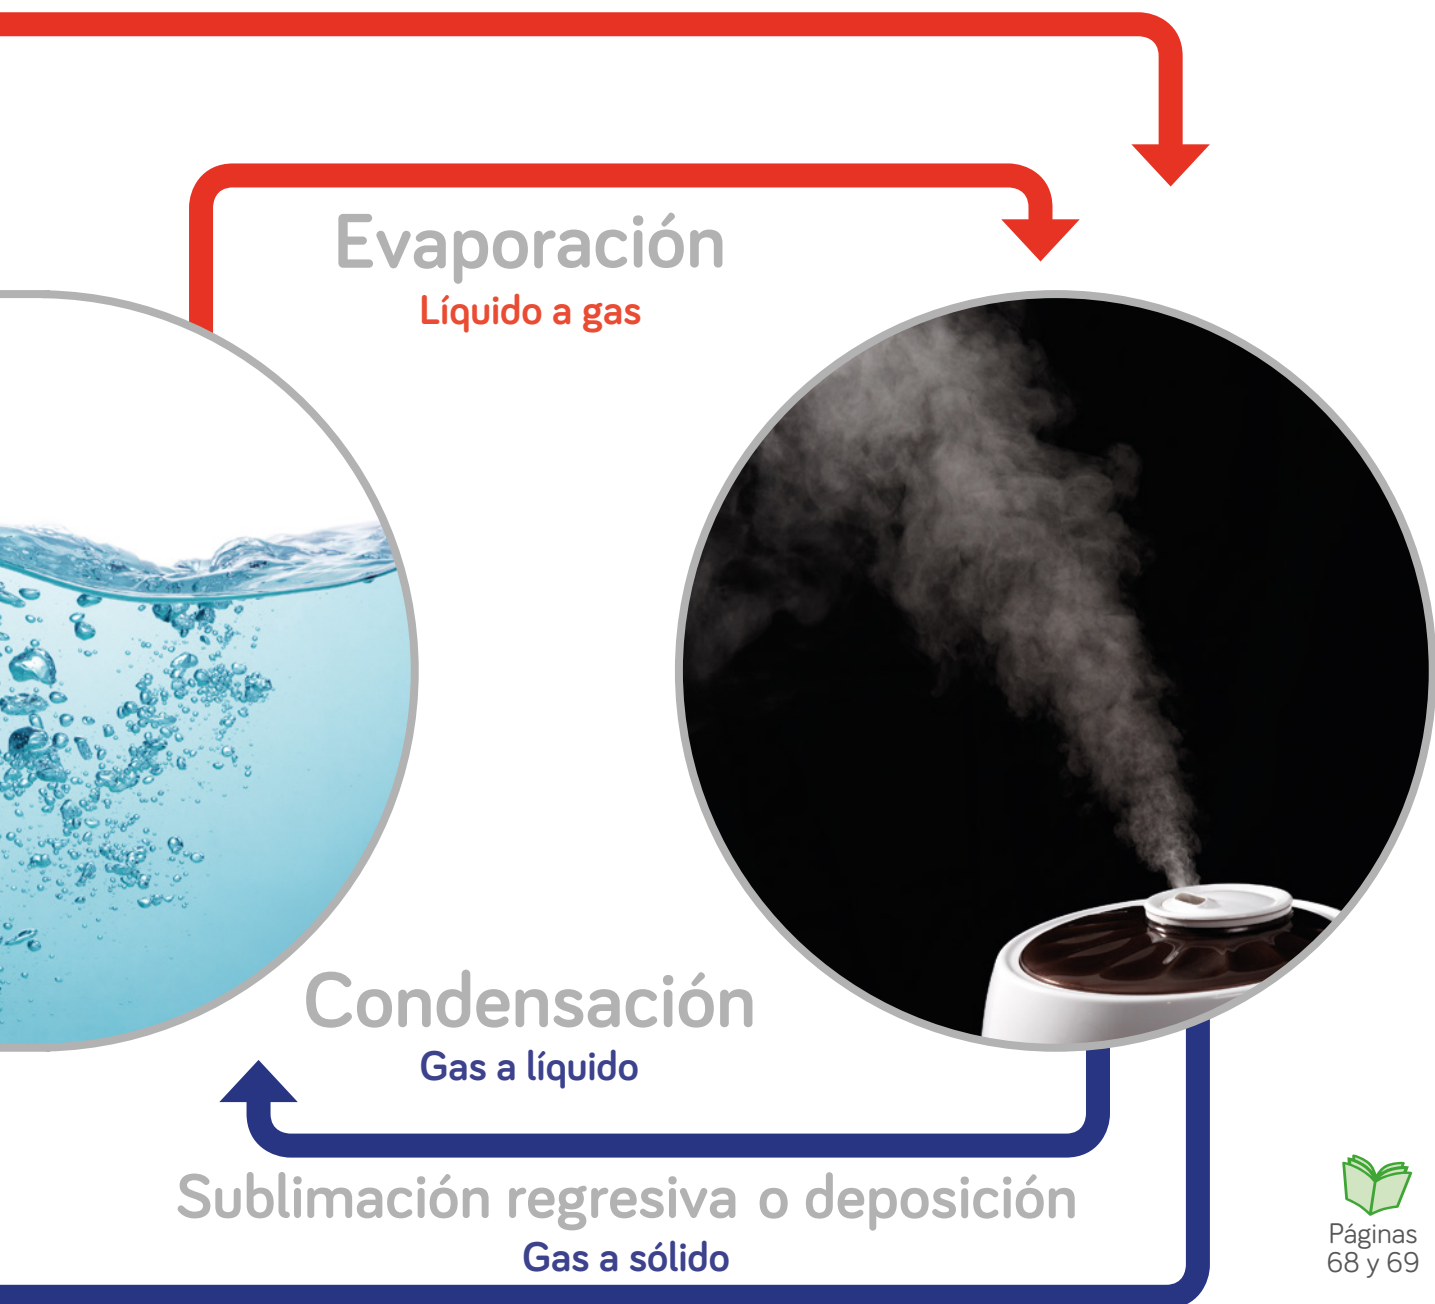 Evaporación
Líquido a gas
Condensación
Gas a líquido
Sublimación regresiva o deposición
Gas a sólido
Páginas
68 y 69